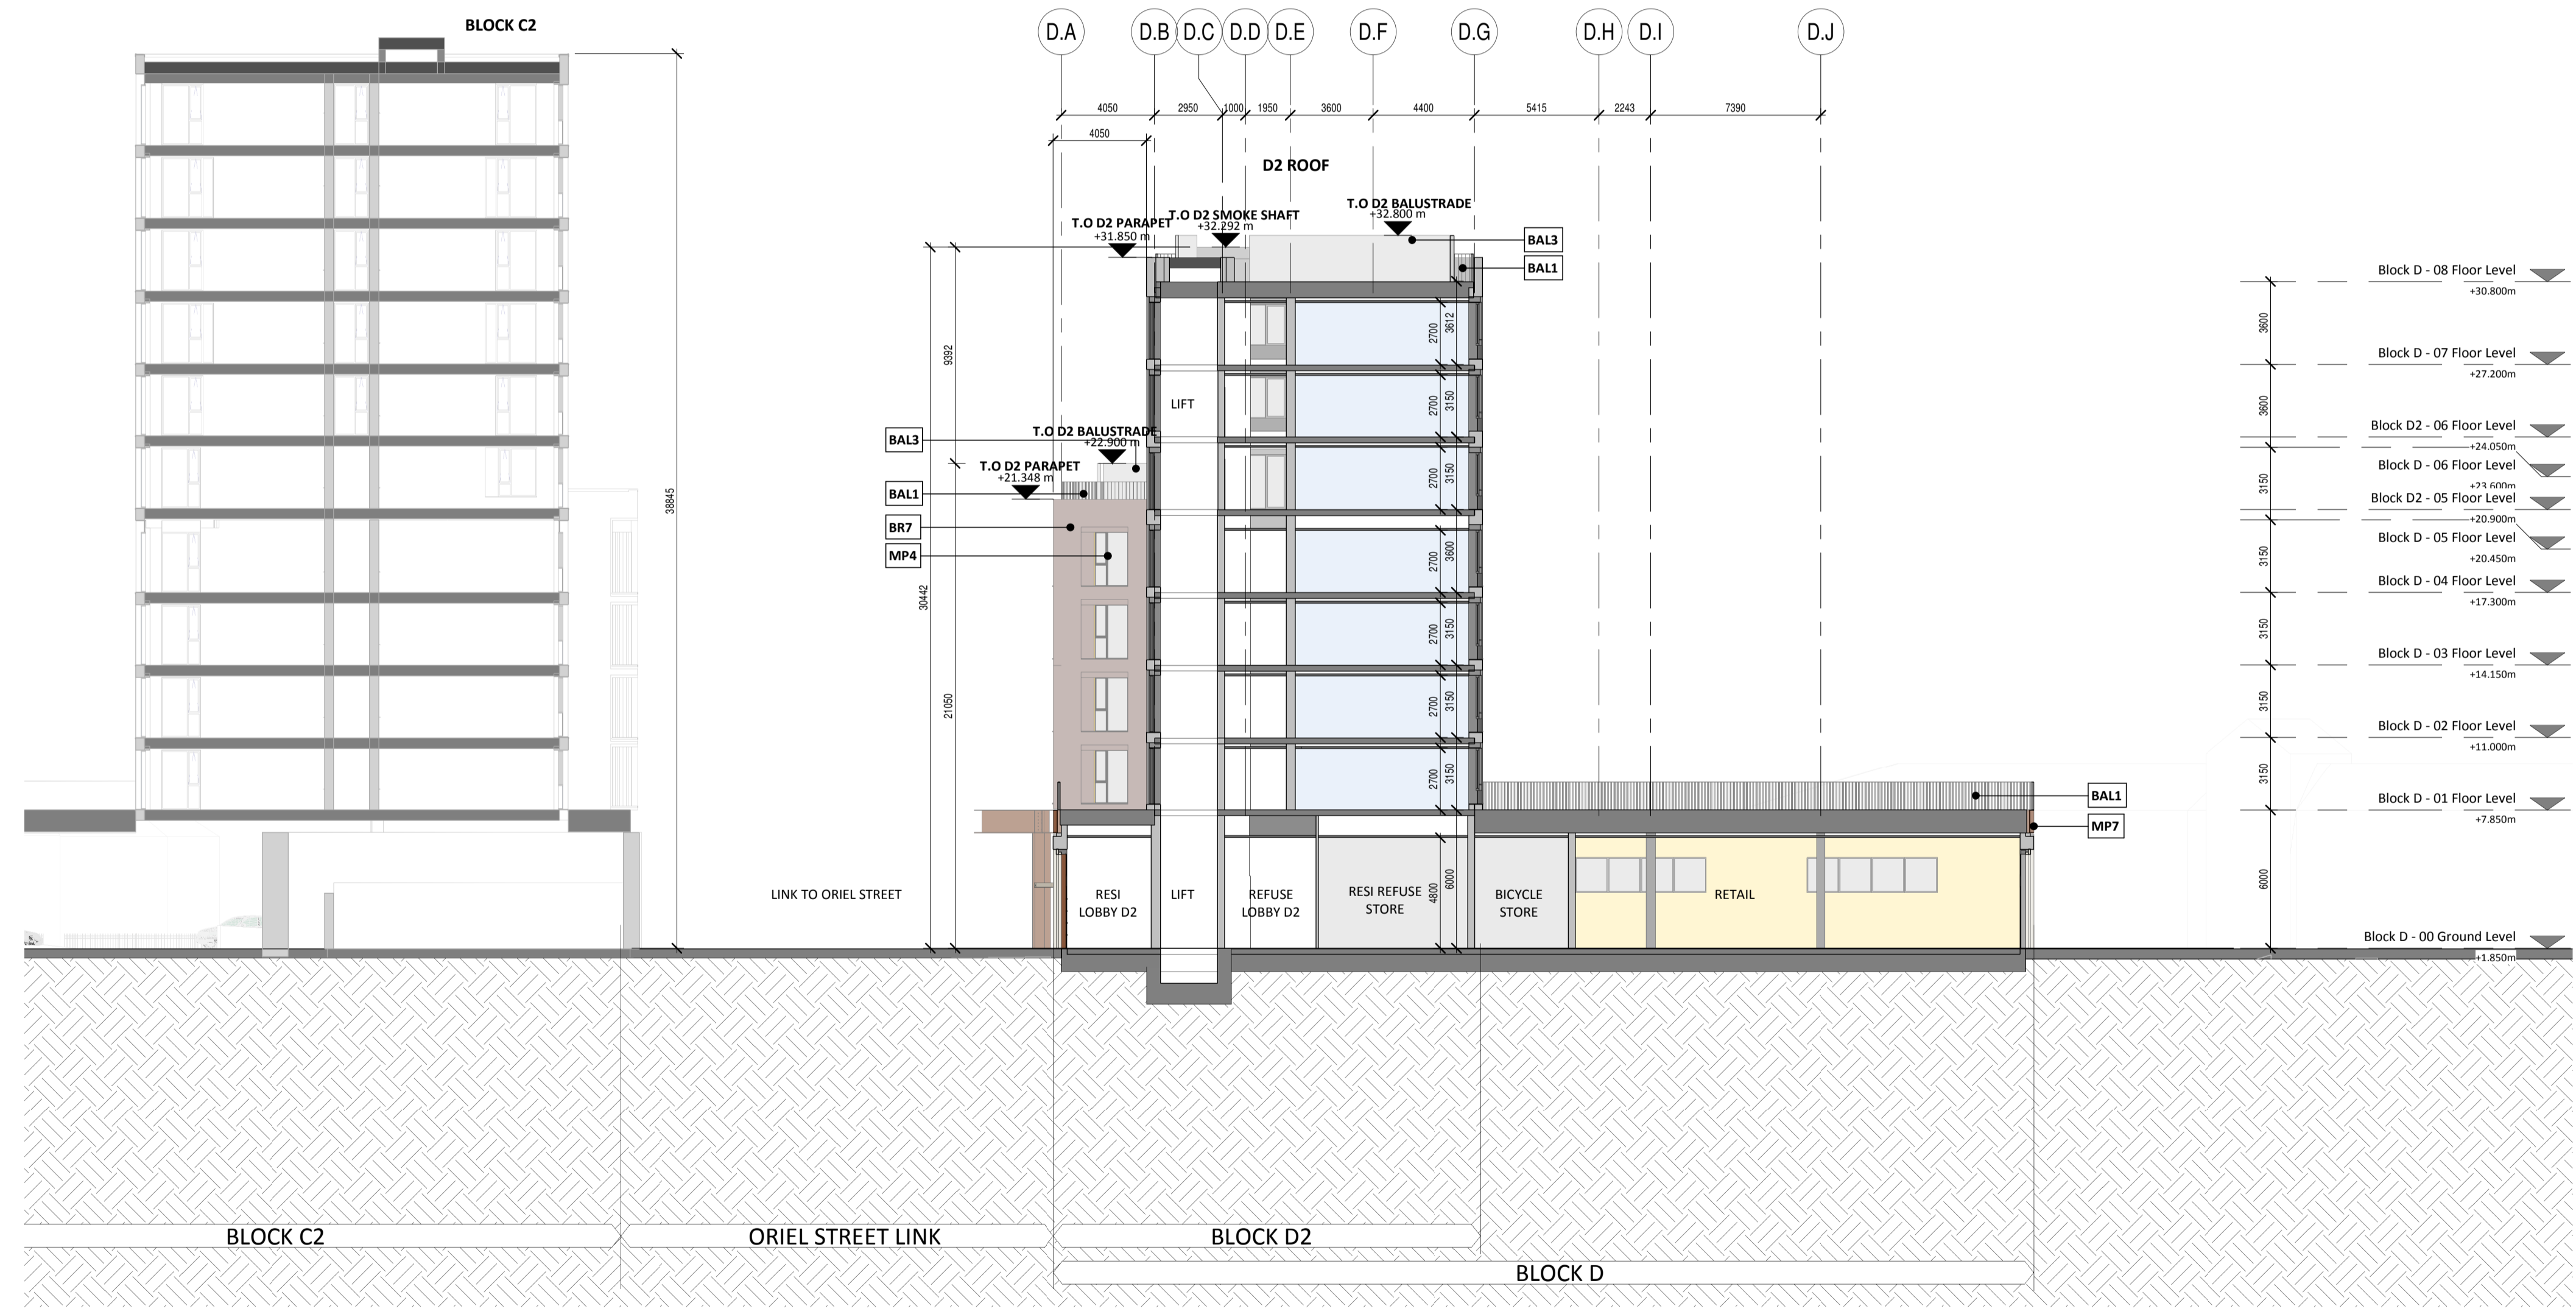 BLOCK C2
D.A
D.B
D.C
D.D
D.E
D.F
D.G
D.H
D.I
D.J
4050
2950
1000
1950
3600
4400
5415
2243
7390
4050
D2 ROOF
T.O D2 PARAPET
+31.850 m
T.O D2 SMOKE SHAFT
+32.292 m
T.O D2 BALUSTRADE
+32.800 m
BAL3
BAL1
38845
9392
30442
21050
BAL3
T.O D2 BALUSTRADE
+22.900 m
T.O D2 PARAPET
+21.348 m
BAL1
BR7
MP4
LIFT
2700
3612
2700
3150
2700
3150
2700
3600
2700
3150
2700
3150
2700
3150
4800
6000
LINK TO ORIEL STREET
RESI
LOBBY D2
LIFT
REFUSE
LOBBY D2
RESI REFUSE
STORE
BICYCLE
STORE
RETAIL
BAL1
MP7
3600
3600
3150
3150
3150
3150
3150
6000
Block D - 08 Floor Level
+30.800m
Block D - 07 Floor Level
+27.200m
Block D2 - 06 Floor Level
+24.050m
Block D - 06 Floor Level
+23.600m
Block D2 - 05 Floor Level
+20.900m
Block D - 05 Floor Level
+20.450m
Block D - 04 Floor Level
+17.300m
Block D - 03 Floor Level
+14.150m
Block D - 02 Floor Level
+11.000m
Block D - 01 Floor Level
+7.850m
Block D - 00 Ground Level
+1.850m
BLOCK C2
ORIEL STREET LINK
BLOCK D2
BLOCK D